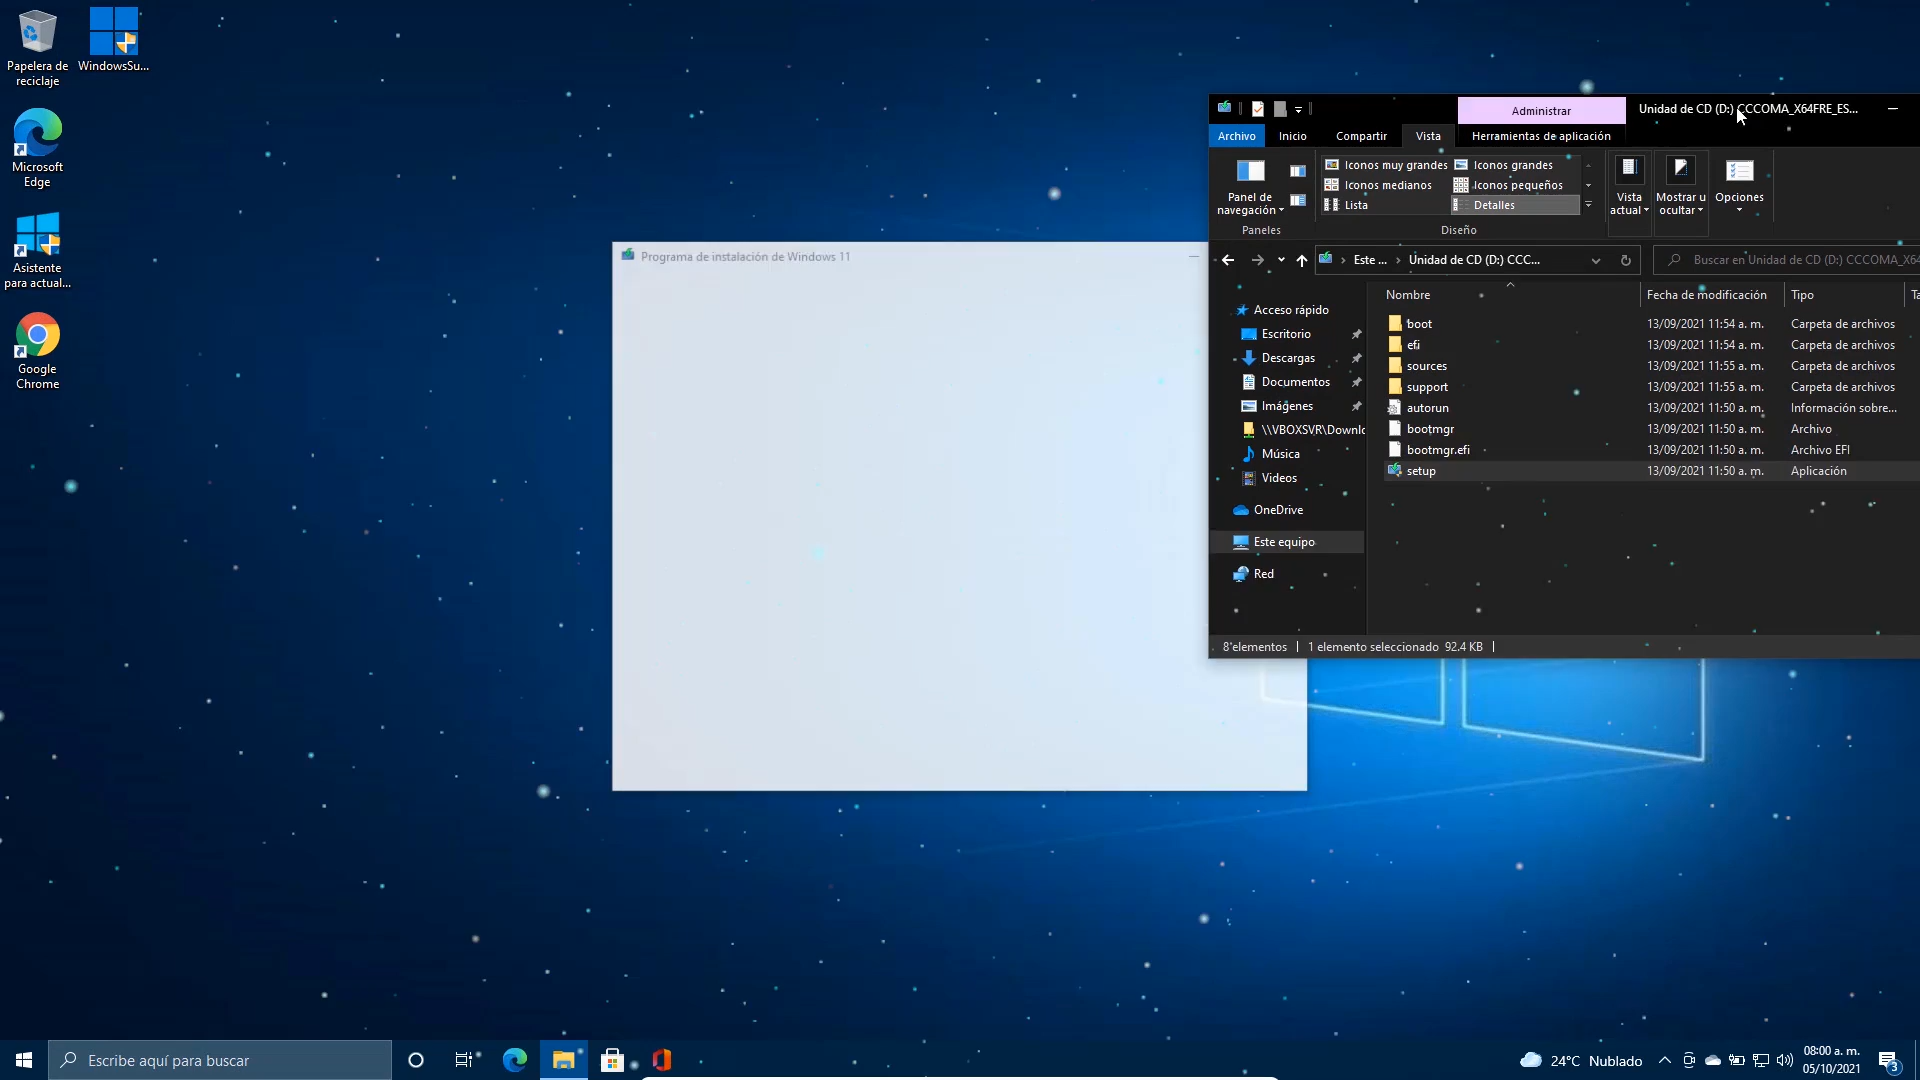 Papelera de
reciclaje
WindowsSu...
Microsoft
Edge
Asistente
para actual...
Google
Chrome
Programa de instalación de Windows 11
Administrar
Unidad de CD (D:) CCCOMA_X64FRE_ES...
Archivo
Inicio
Compartir
Vista
Herramientas de aplicación
Panel de
navegación
Iconos muy grandes
Iconos grandes
Iconos medianos
Iconos pequeños
Lista
Detalles
Vista
actual
Mostrar u
ocultar
Opciones
Paneles
Diseño
Este ...
Unidad de CD (D:) CCC...
Buscar en Unidad de CD (D:) CCCOMA_X64
Nombre
Fecha de modificación
Tipo
Acceso rápido
Escritorio
Descargas
Documentos
Imágenes
\\VBOXSVR\Downlo
Música
Videos
OneDrive
Este equipo
Red
boot 13/09/2021 11:54 a. m. Carpeta de archivos
efi 13/09/2021 11:54 a. m. Carpeta de archivos
sources 13/09/2021 11:55 a. m. Carpeta de archivos
support 13/09/2021 11:55 a. m. Carpeta de archivos
autorun 13/09/2021 11:50 a. m. Información sobre...
bootmgr 13/09/2021 11:50 a. m. Archivo
bootmgr.efi 13/09/2021 11:50 a. m. Archivo EFI
setup 13/09/2021 11:50 a. m. Aplicación
8 elementos
1 elemento seleccionado 92.4 KB
Escribe aquí para buscar
24°C Nublado
08:00 a. m.
05/10/2021
3